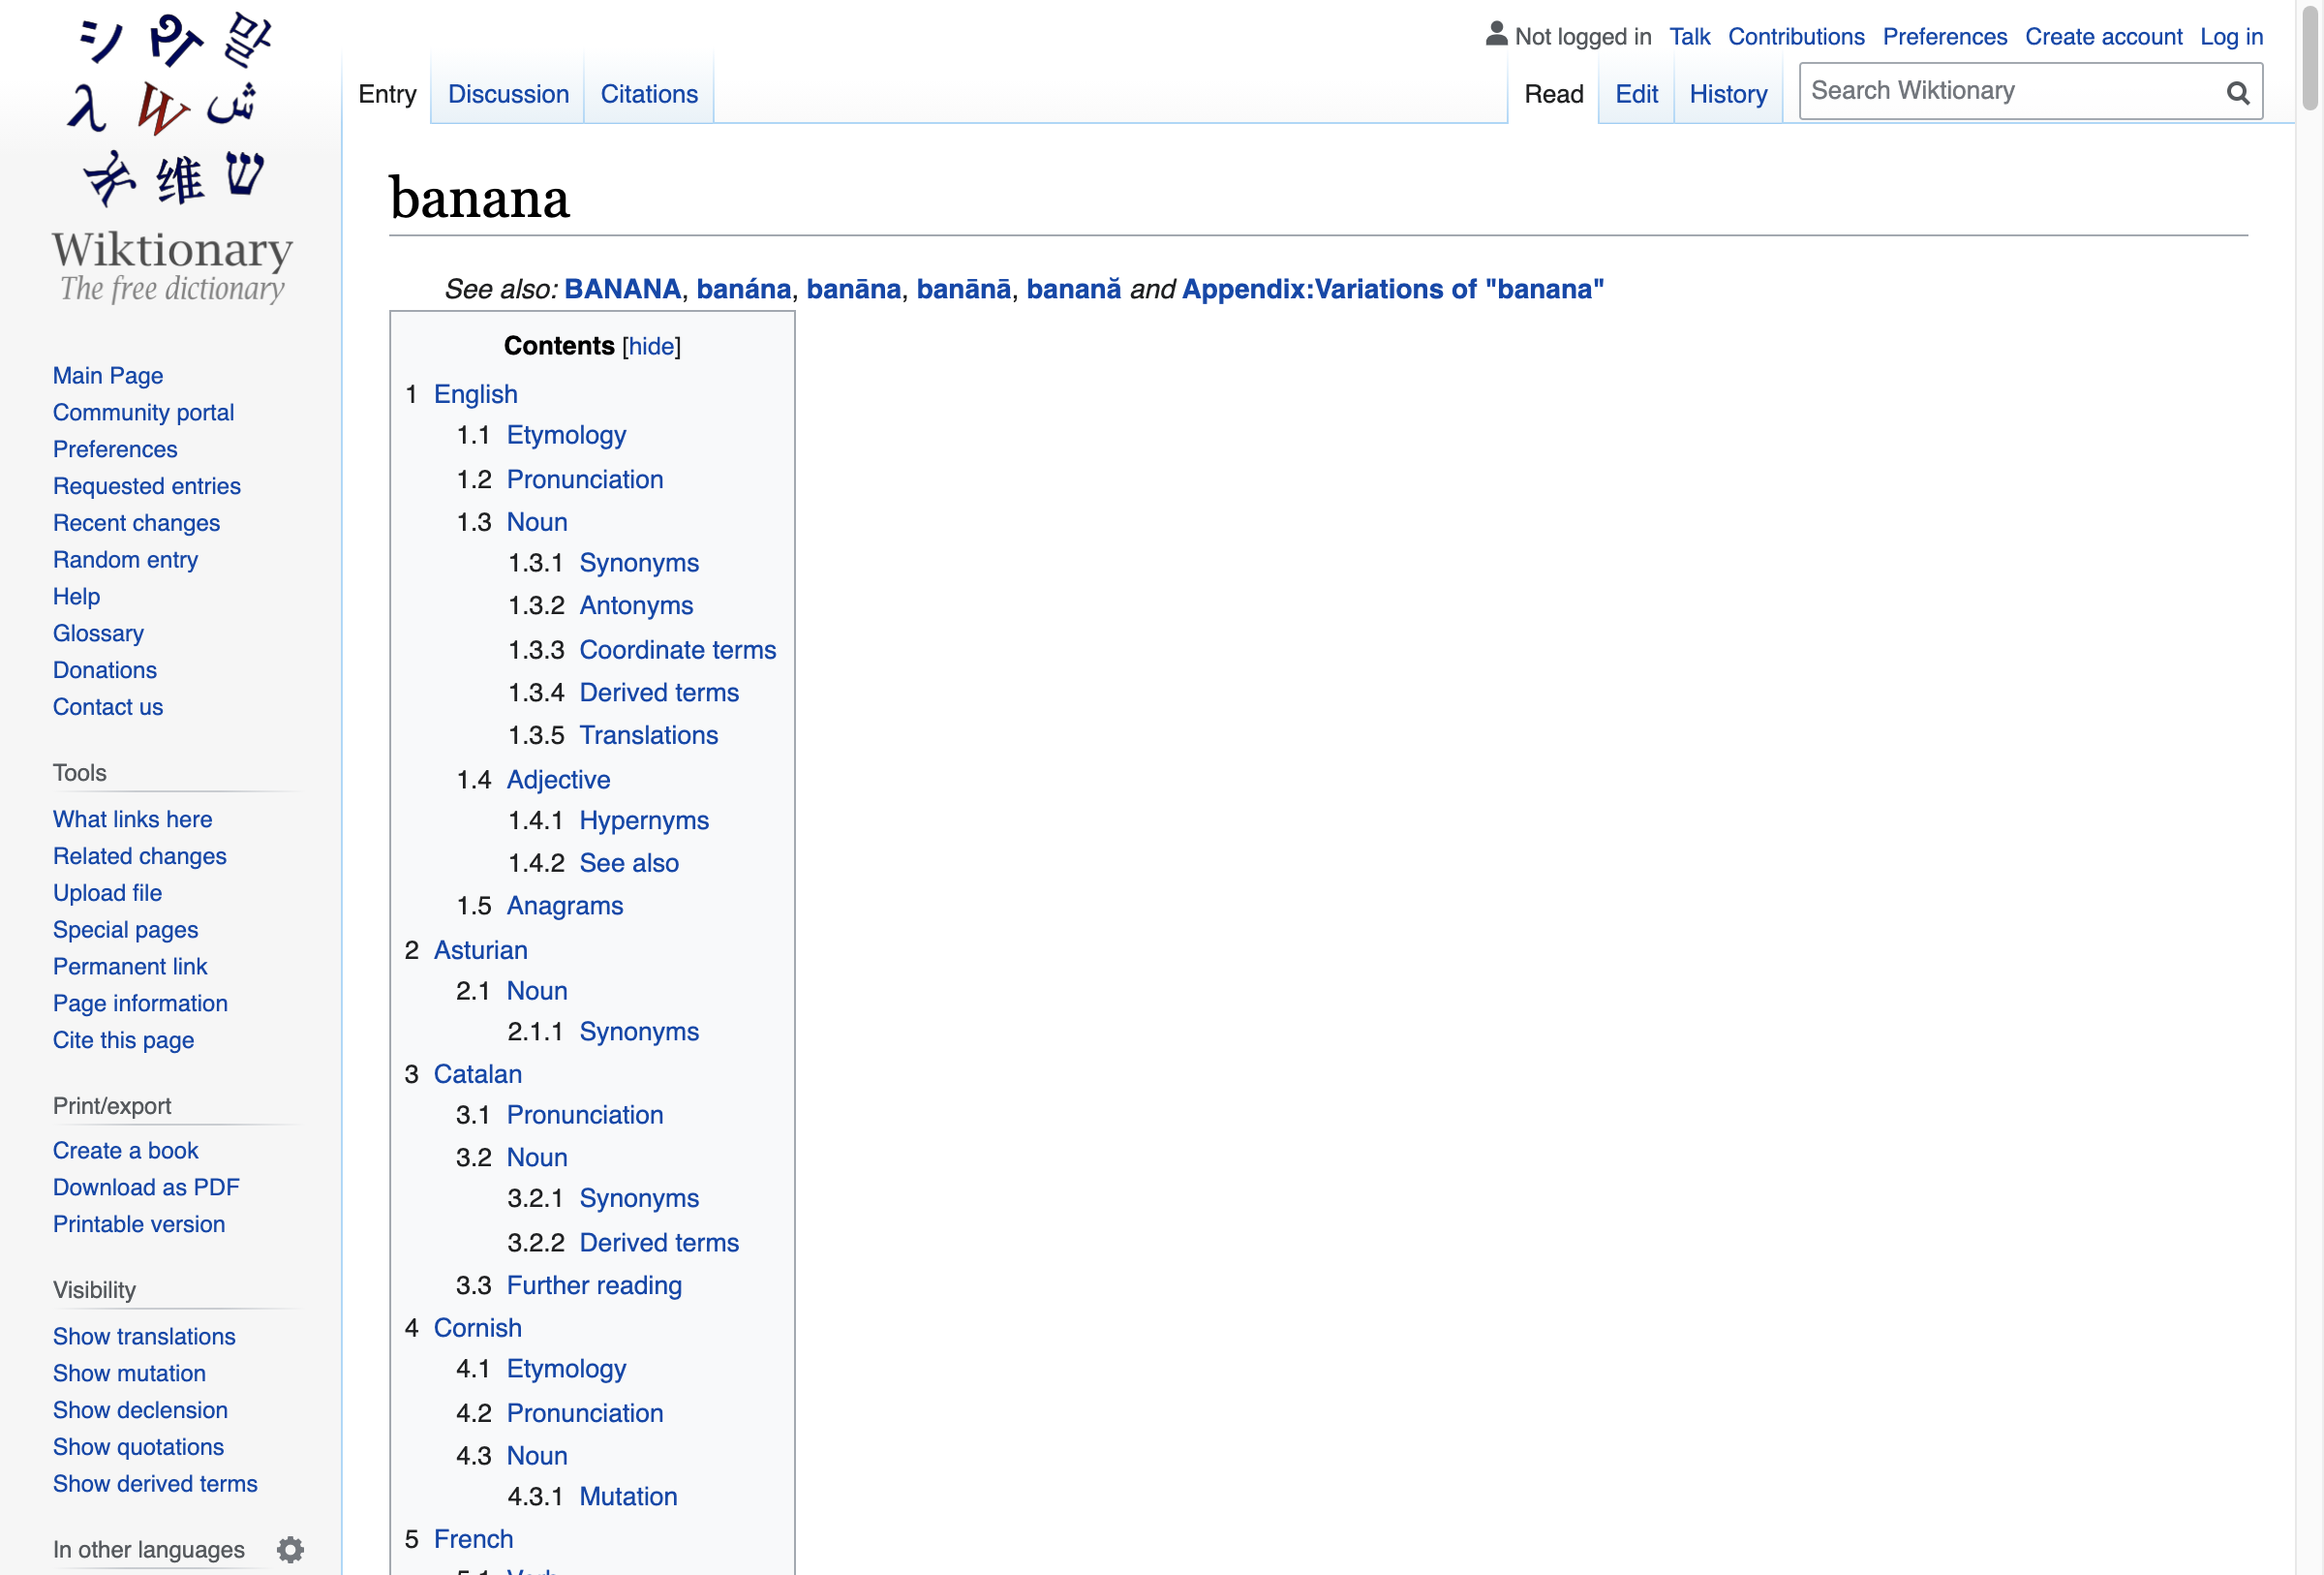 シ 말
λ W ش
维 ש
Wiktionary
The free dictionary
Main Page
Community portal
Preferences
Requested entries
Recent changes
Random entry
Help
Glossary
Donations
Contact us
Tools
What links here
Related changes
Upload file
Special pages
Permanent link
Page information
Cite this page
Print/export
Create a book
Download as PDF
Printable version
Visibility
Show translations
Show mutation
Show declension
Show quotations
Show derived terms
In other languages
Not logged in Talk Contributions Preferences Create account Log in
Entry Discussion Citations Read Edit History Search Wiktionary
banana
See also: BANANA, banána, banāna, banānā, banană and Appendix:Variations of "banana"
Contents [hide]
1 English
1.1 Etymology
1.2 Pronunciation
1.3 Noun
1.3.1 Synonyms
1.3.2 Antonyms
1.3.3 Coordinate terms
1.3.4 Derived terms
1.3.5 Translations
1.4 Adjective
1.4.1 Hypernyms
1.4.2 See also
1.5 Anagrams
2 Asturian
2.1 Noun
2.1.1 Synonyms
3 Catalan
3.1 Pronunciation
3.2 Noun
3.2.1 Synonyms
3.2.2 Derived terms
3.3 Further reading
4 Cornish
4.1 Etymology
4.2 Pronunciation
4.3 Noun
4.3.1 Mutation
5 French